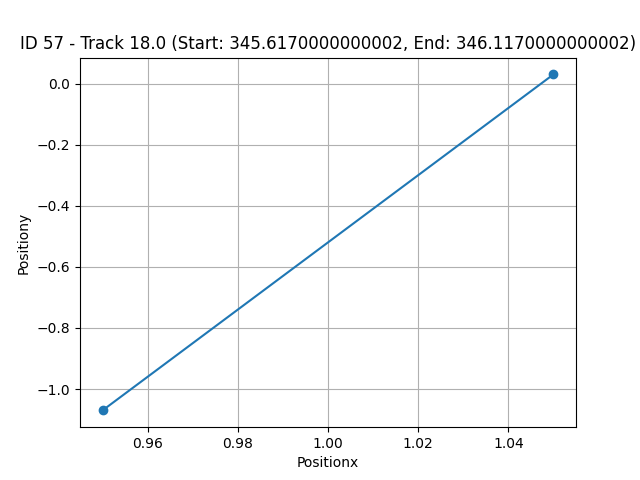 ID 57 - Track 18.0 (Start: 345.6170000000002, End: 346.1170000000002)
0.0
−0.2
−0.4
−0.6
−0.8
−1.0
Positiony
0.96 0.98 1.00 1.02 1.04
Positionx